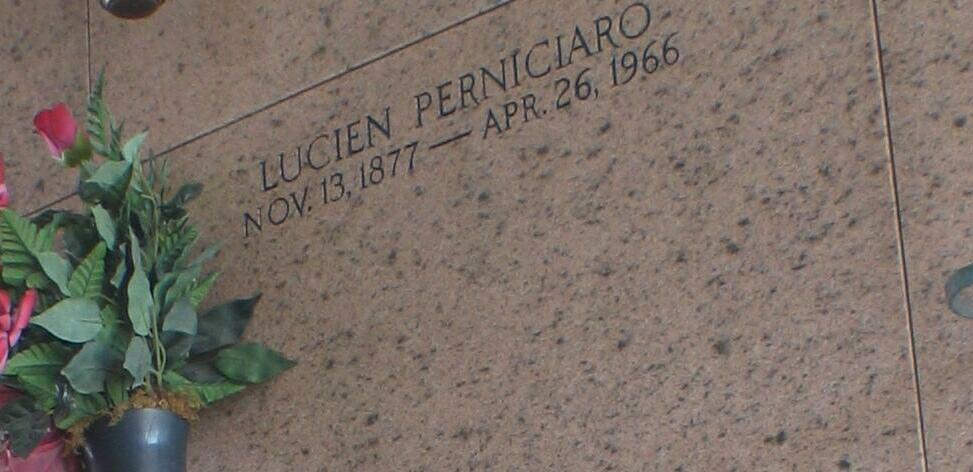 LUCIEN PERNICIARO
NOV. 13, 1877 — APR. 26, 1966